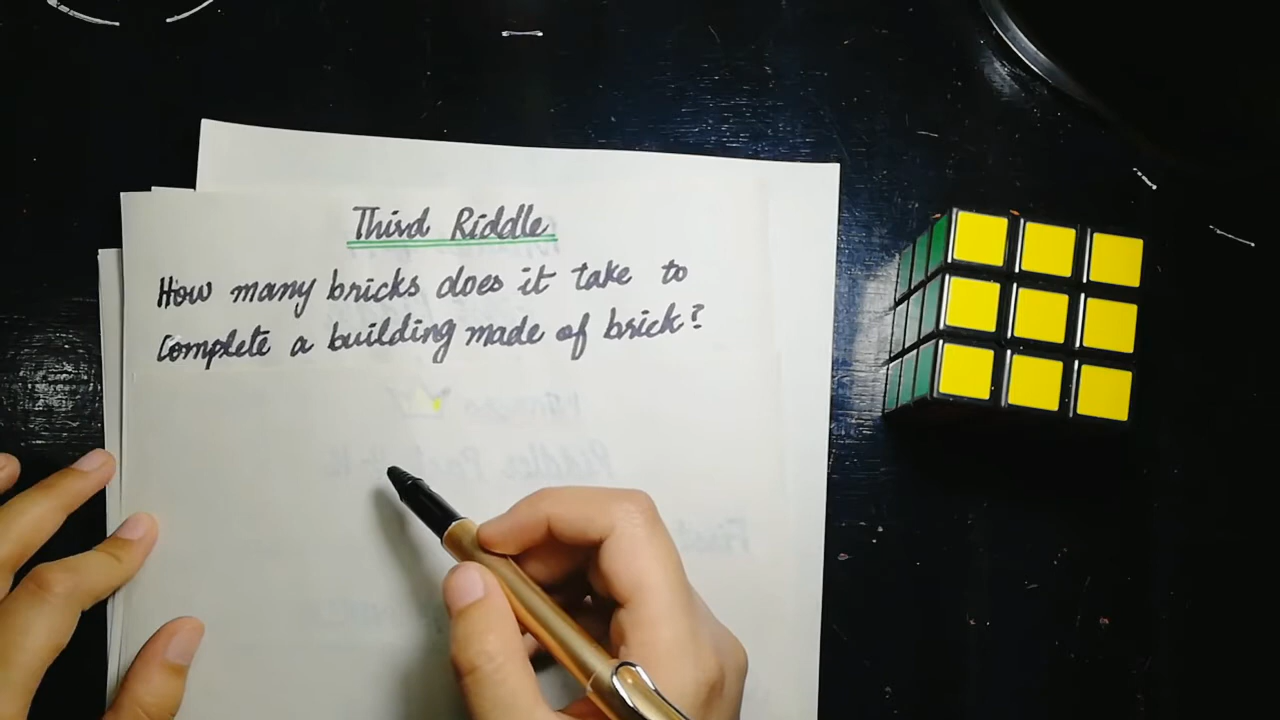 Third Riddle
How many bricks does it take to
complete a building made of brick?